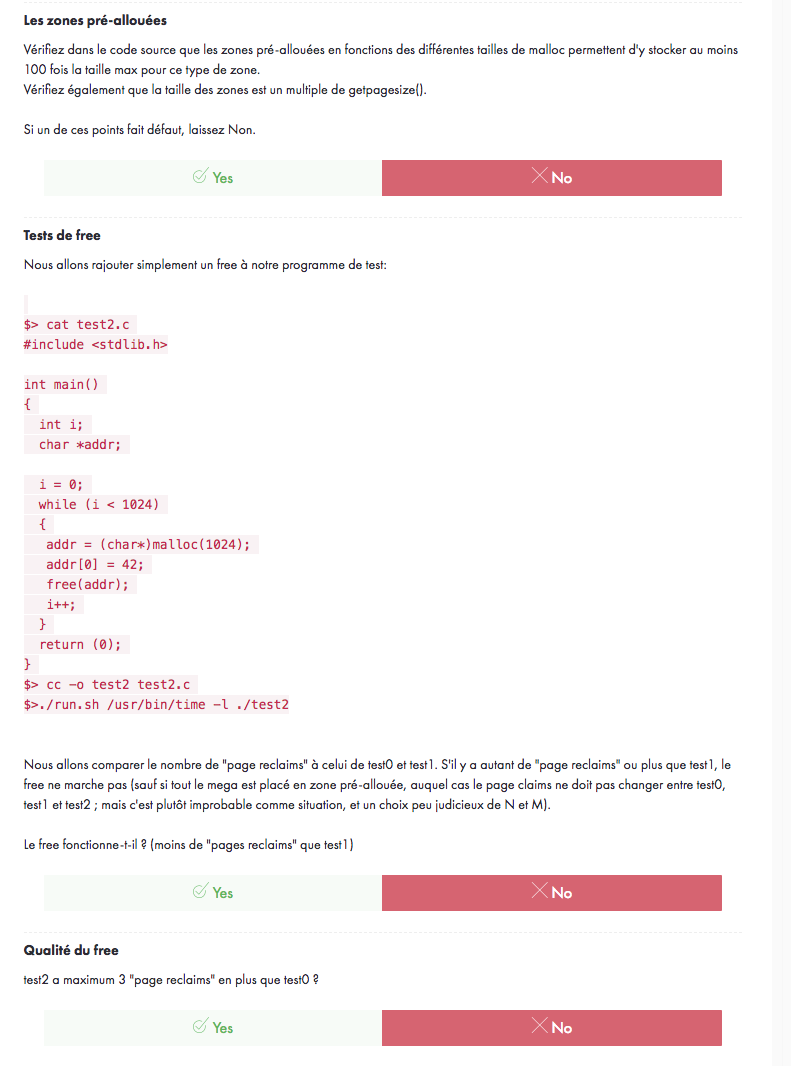 Les zones pré-allouées
Vérifiez dans le code source que les zones pré-allouées en fonctions des différentes tailles de malloc permettent d'y stocker au moins
100 fois la taille max pour ce type de zone.
Vérifiez également que la taille des zones est un multiple de getpagesize().
Si un de ces points fait défaut, laissez Non.
Yes
No
Tests de free
Nous allons rajouter simplement un free à notre programme de test:
$> cat test2.c
#include <stdlib.h>
int main()
{
int i;
char *addr;
i = 0;
while (i < 1024)
{
addr = (char*)malloc(1024);
addr[0] = 42;
free(addr);
i++;
}
return (0);
}
$> cc -o test2 test2.c
$>./run.sh /usr/bin/time -l ./test2
Nous allons comparer le nombre de "page reclaims" à celui de test0 et test1. S'il y a autant de "page reclaims" ou plus que test1, le
free ne marche pas (sauf si tout le mega est placé en zone pré-allouée, auquel cas le page claims ne doit pas changer entre test0,
test1 et test2 ; mais c'est plutôt improbable comme situation, et un choix peu judicieux de N et M).
Le free fonctionne-t-il ? (moins de "pages reclaims" que test1)
Yes
No
Qualité du free
test2 a maximum 3 "page reclaims" en plus que test0 ?
Yes
No